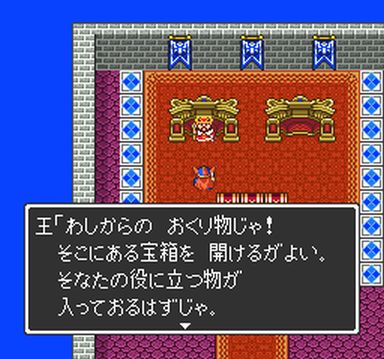 王「わしからの おくり物じゃ!
そこにある宝箱を 開けるがよい。
そなたの役に立つ物が
入っておるはずじゃ。